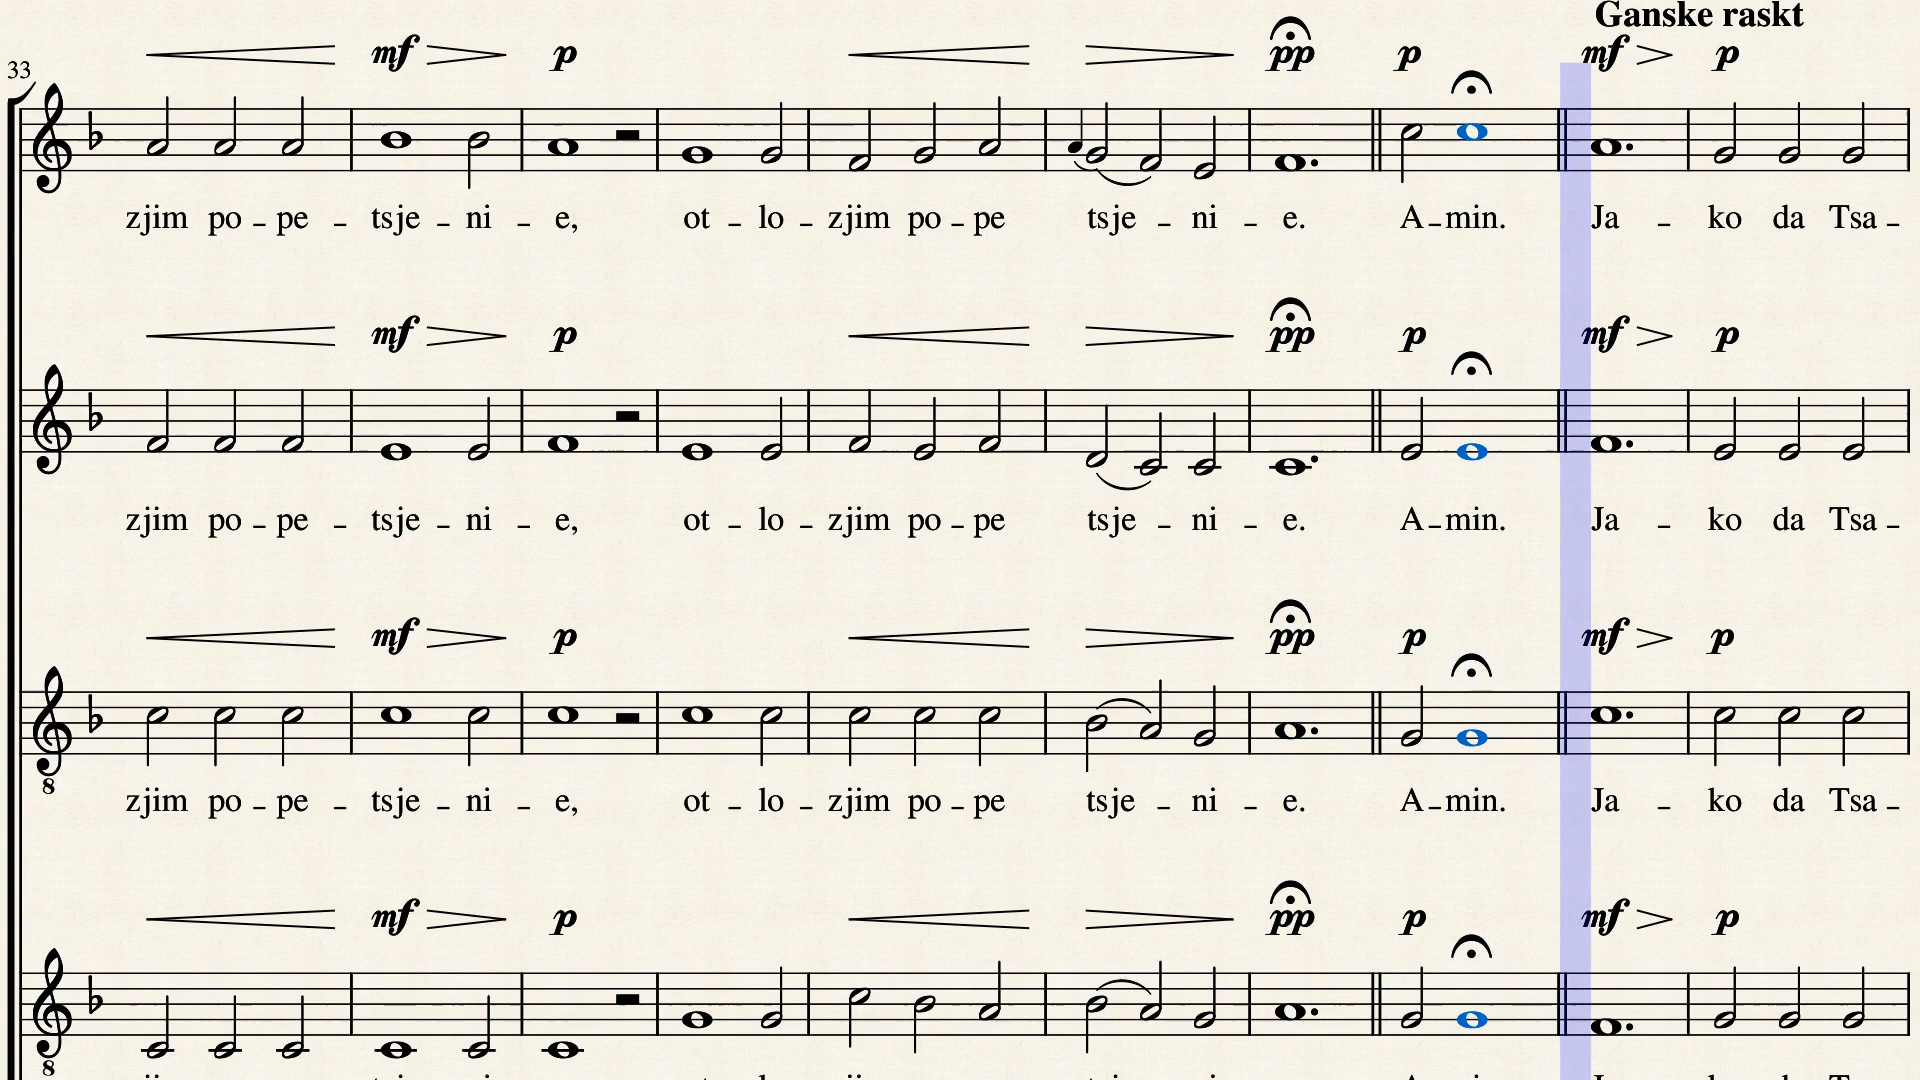 Ganske raskt
mf p pp p mf p
33
zjim po - pe - tsje - ni - e, ot - lo - zjim po - pe tsje - ni - e. A - min. Ja - ko da Tsa -
mf p pp p mf p
zjim po - pe - tsje - ni - e, ot - lo - zjim po - pe tsje - ni - e. A - min. Ja - ko da Tsa -
mf p pp p mf p
8
zjim po - pe - tsje - ni - e, ot - lo - zjim po - pe tsje - ni - e. A - min. Ja - ko da Tsa -
mf p pp p mf p
8